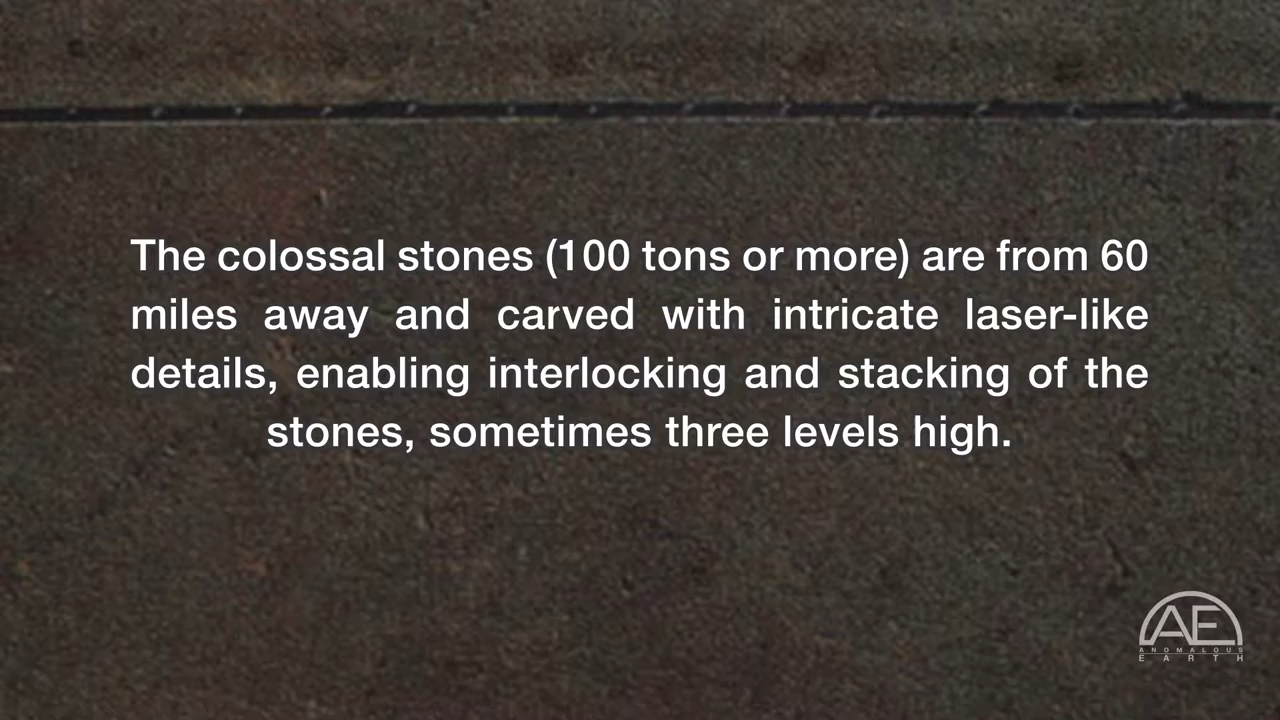 The colossal stones (100 tons or more) are from 60
miles away and carved with intricate laser-like
details, enabling interlocking and stacking of the
stones, sometimes three levels high.
AE
ANOMALOUS
EARTH